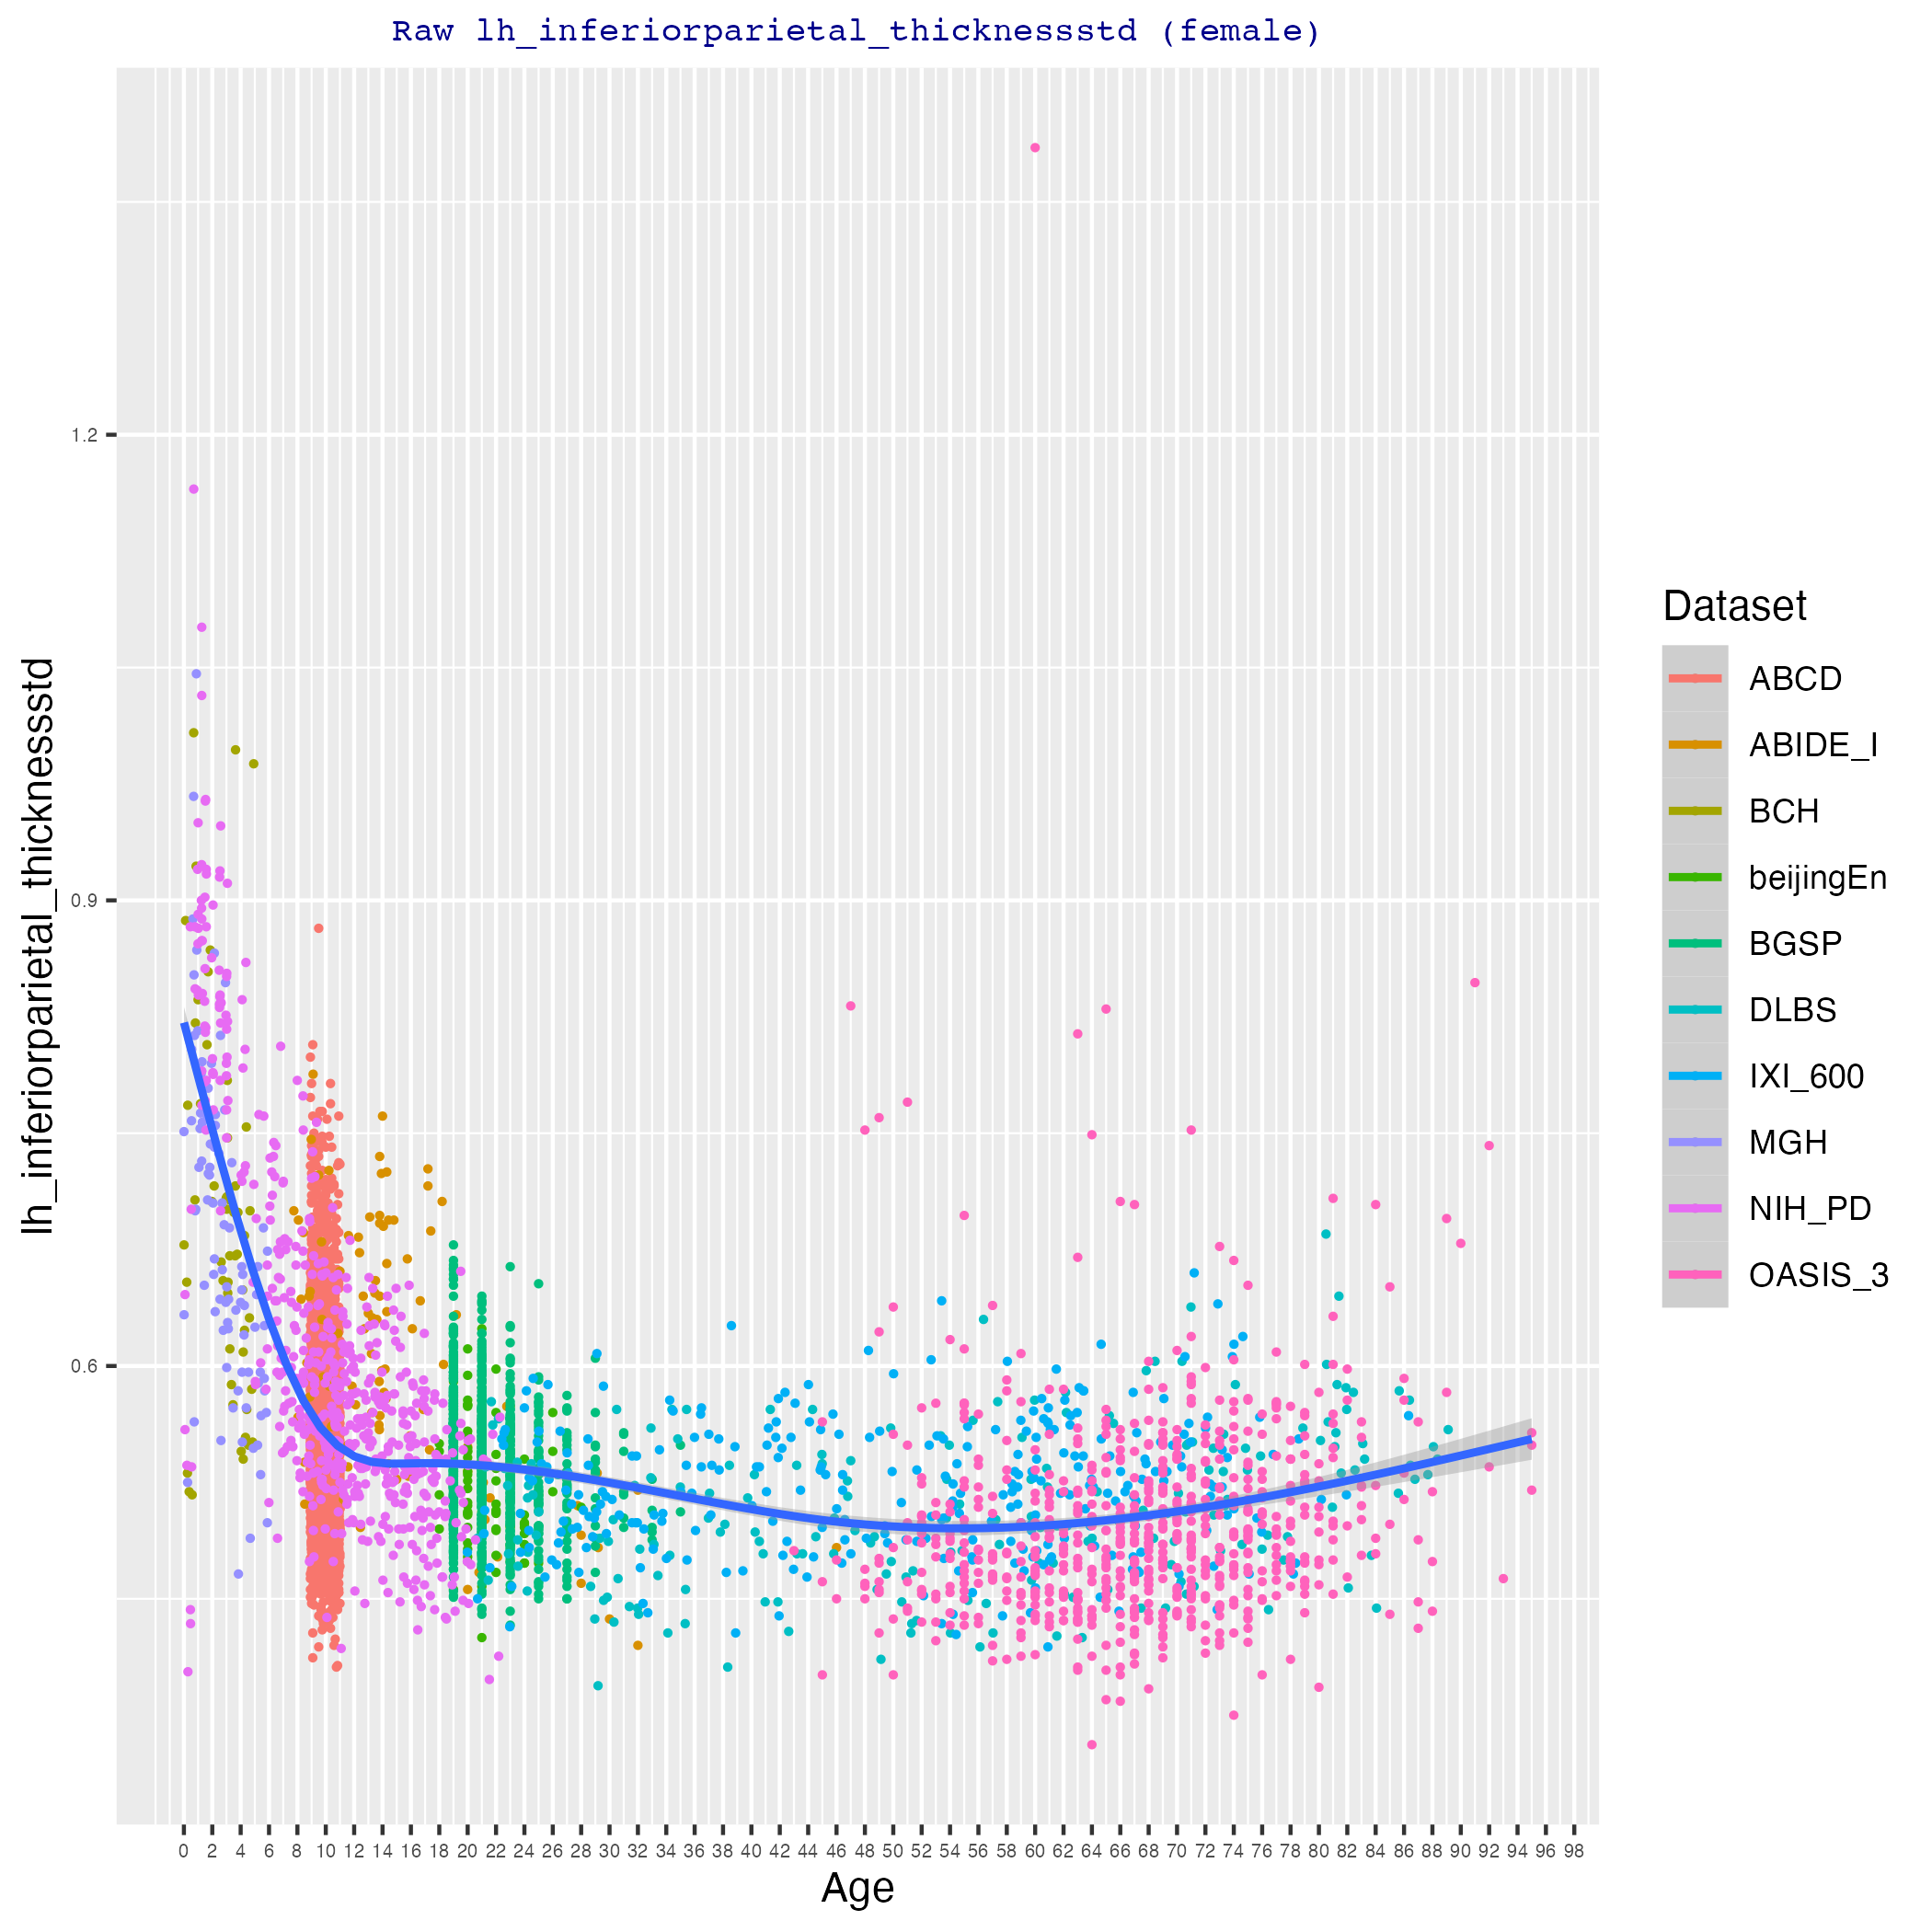 Raw lh_inferiorparietal_thicknessstd (female)
lh_inferiorparietal_thicknessstd
1.2
0.9
0.6
0 2 4 6 8 10 12 14 16 18 20 22 24 26 28 30 32 34 36 38 40 42 44 46 48 50 52 54 56 58 60 62 64 66 68 70 72 74 76 78 80 82 84 86 88 90 92 94 96 98
Age
Dataset
ABCD
ABIDE_I
BCH
beijingEn
BGSP
DLBS
IXI_600
MGH
NIH_PD
OASIS_3